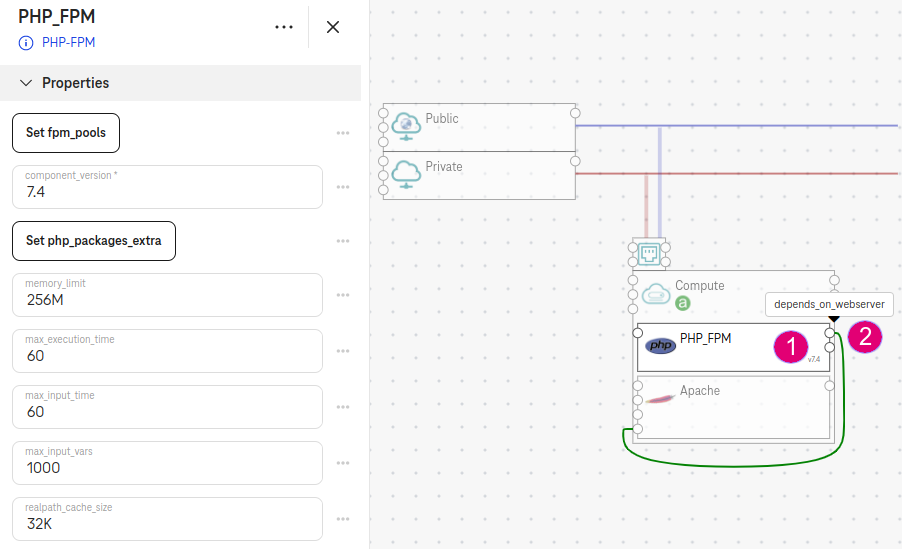 PHP_FPM
PHP-FPM
Properties
Set fpm_pools
component_version *
7.4
Set php_packages_extra
memory_limit
256M
max_execution_time
60
max_input_time
60
max_input_vars
1000
realpath_cache_size
32K
Public
Private
Compute
a
depends_on_webserver
php
PHP_FPM
1
v7.4
2
Apache